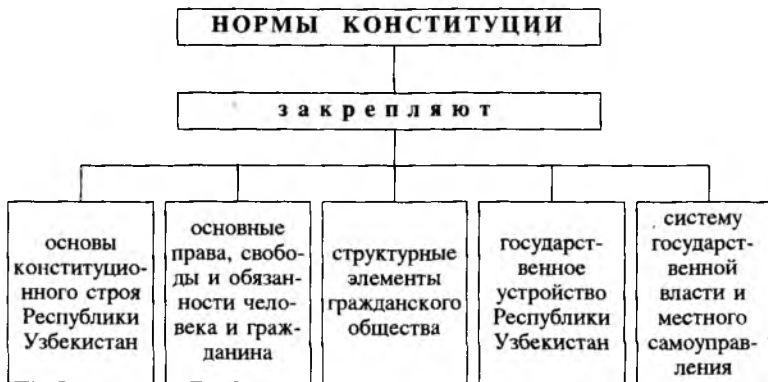 НОРМЫ КОНСТИТУЦИИ
закрепляют
основы
конституцио-
нного строя
Республики
Узбекистан
основные
права, свобо-
ды и обязан-
ности чело-
века и граж-
данина
структурные
элементы
гражданского
общества
государст-
венное
устройство
Республики
Узбекистан
систему
государст-
венной
власти и
местного
самоуправ-
ления